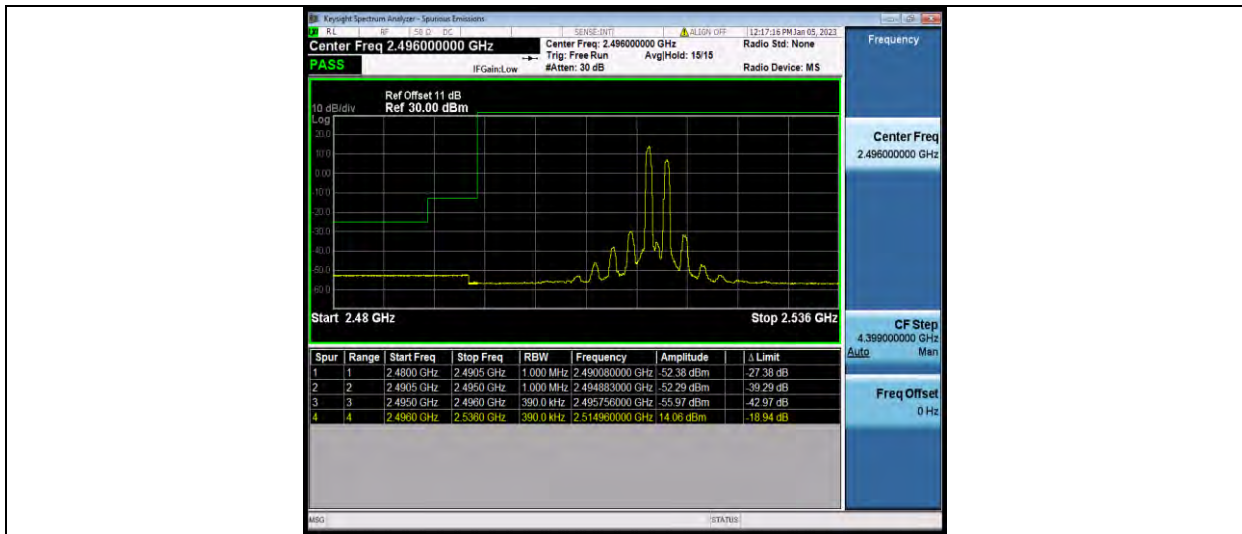 Keysight Spectrum Analyzer - Spurious Emissions
RL RF 50 Ω DC SENSE:INT ALIGN OFF 12:17:16 PM Jan 05, 2023
Center Freq 2.496000000 GHz Center Freq: 2.496000000 GHz Radio Std: None
Trig: Free Run Avg|Hold: 15/15
PASS IFGain:Low #Atten: 30 dB Radio Device: MS
Frequency
Ref Offset 11 dB
10 dB/div Ref 30.00 dBm
Log
20.0
10.0
0.00
-10.0
-20.0
-30.0
-40.0
-50.0
-60.0
Start 2.48 GHz Stop 2.536 GHz
Center Freq
2.496000000 GHz
CF Step
4.399000000 GHz
Auto Man
Freq Offset
0 Hz
Spur Range Start Freq Stop Freq RBW Frequency Amplitude Δ Limit
1 1 2.4800 GHz 2.4905 GHz 1.000 MHz 2.490080000 GHz -52.38 dBm -27.38 dB
2 2 2.4905 GHz 2.4950 GHz 1.000 MHz 2.494883000 GHz -52.29 dBm -39.29 dB
3 3 2.4950 GHz 2.4960 GHz 390.0 kHz 2.495756000 GHz -55.97 dBm -42.97 dB
4 4 2.4960 GHz 2.5360 GHz 390.0 kHz 2.514960000 GHz 14.06 dBm -18.94 dB
MSG STATUS